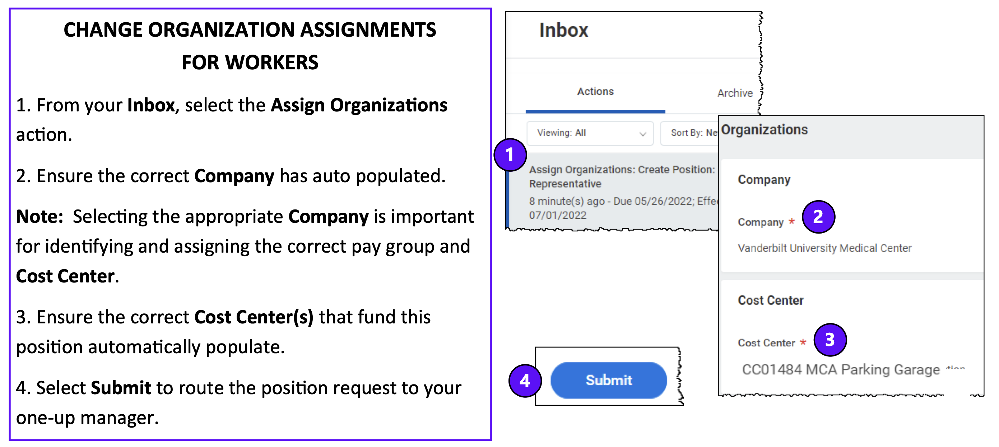 CHANGE ORGANIZATION ASSIGNMENTS
FOR WORKERS
1. From your Inbox, select the Assign Organizations
action.
2. Ensure the correct Company has auto populated.
Note: Selecting the appropriate Company is important
for identifying and assigning the correct pay group and
Cost Center.
3. Ensure the correct Cost Center(s) that fund this
position automatically populate.
4. Select Submit to route the position request to your
one-up manager.
Inbox
Actions
Archive
Viewing: All
Sort By:
1
Assign Organizations: Create Position:
Representative
8 minute(s) ago - Due 05/26/2022;
07/01/2022
Organizations
Company
Company *
2
Vanderbilt University Medical Center
Cost Center
Cost Center *
3
CC01484 MCA Parking Garage
4
Submit